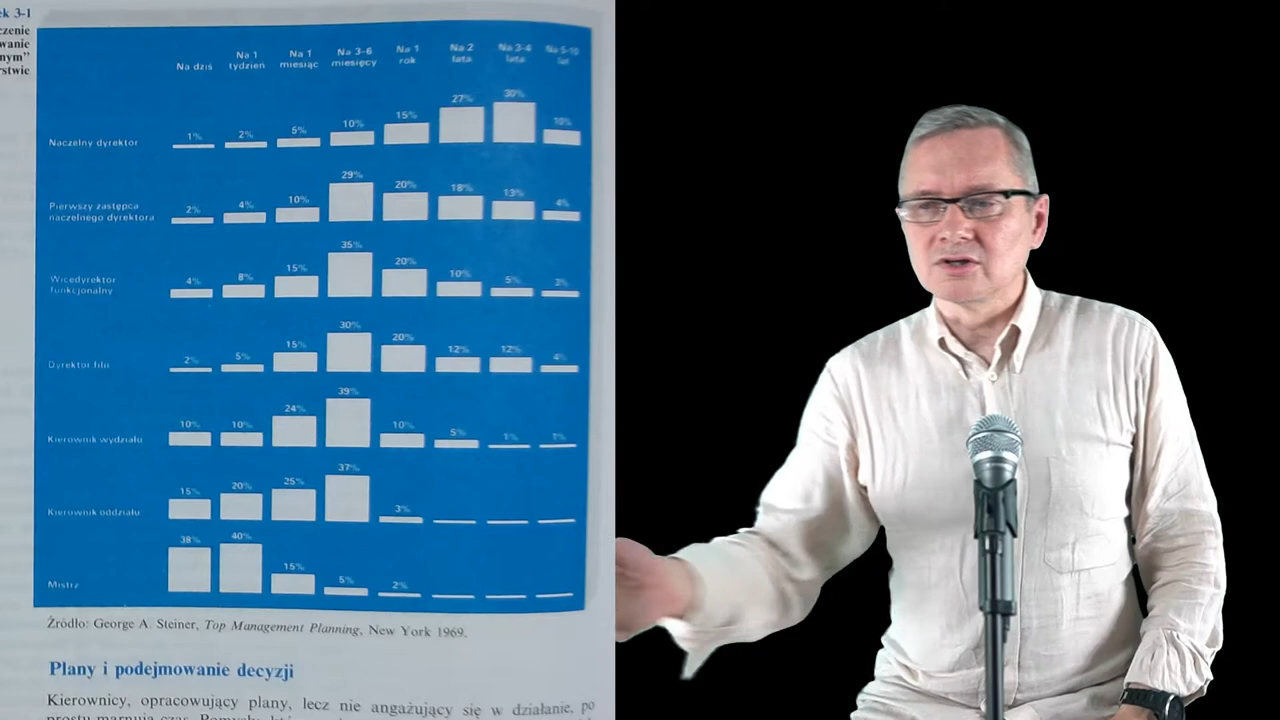 ek 3-1
czenie
wanie
nym”
rstwie
Na dziś
Na 1 tydzień
Na 1 miesiąc
Na 3-6 miesięcy
Na 1 rok
Na 2 lata
Na 3-4 lata
Na 5-10 lat
Naczelny dyrektor
1% 2% 5% 10% 15% 27% 30% 10%
Pierwszy zastępca
naczelnego dyrektora
2% 4% 10% 29% 20% 18% 13% 4%
Wicedyrektor
funkcjonalny
4% 8% 15% 35% 20% 10% 5% 3%
Dyrektor filii
2% 5% 15% 30% 20% 12% 12% 4%
Kierownik wydziału
10% 10% 24% 39% 10% 5% 1% 1%
Kierownik oddziału
15% 20% 25% 37% 3%
Mistrz
38% 40% 15% 5% 2%
Źródło: George A. Steiner, Top Management Planning, New York 1969.
Plany i podejmowanie decyzji
Kierownicy, opracowujący plany, lecz nie angażujący się w działanie, po
prostu marnują czas. Pomysły